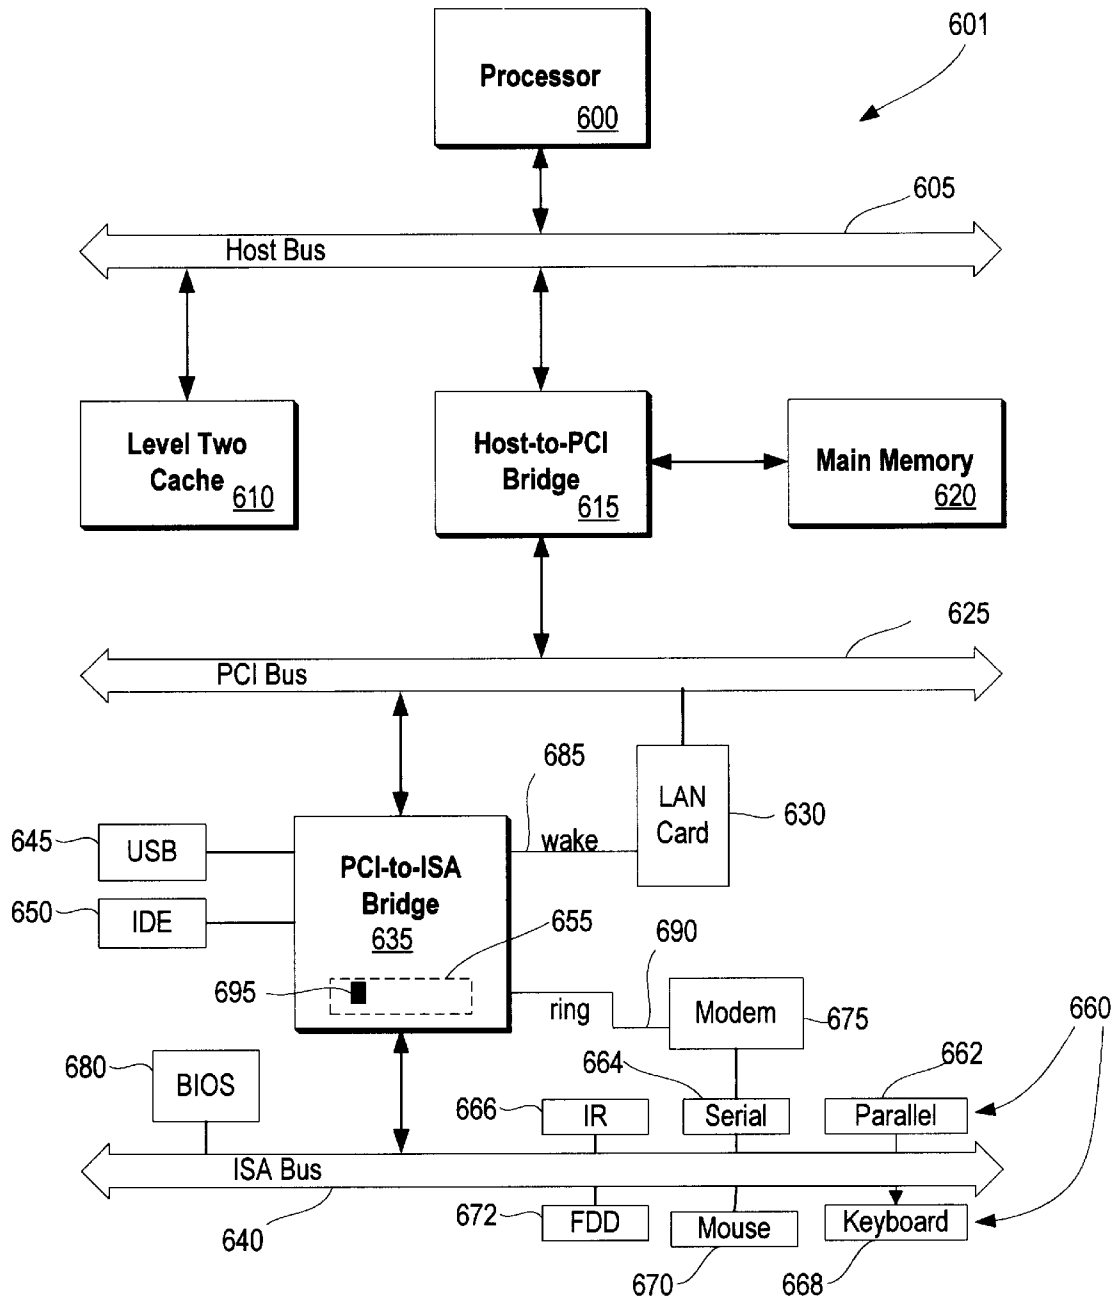 601
Processor
600
605
Host Bus
Level Two
Cache
610
Host-to-PCI
Bridge
615
Main Memory
620
625
PCI Bus
685
LAN
Card
630
645
USB
wake
PCI-to-ISA
Bridge
635
650
IDE
655
690
695
ring
Modem
675
660
680
BIOS
664
662
666
IR
Serial
Parallel
ISA Bus
640
672
FDD
Mouse
Keyboard
670
668